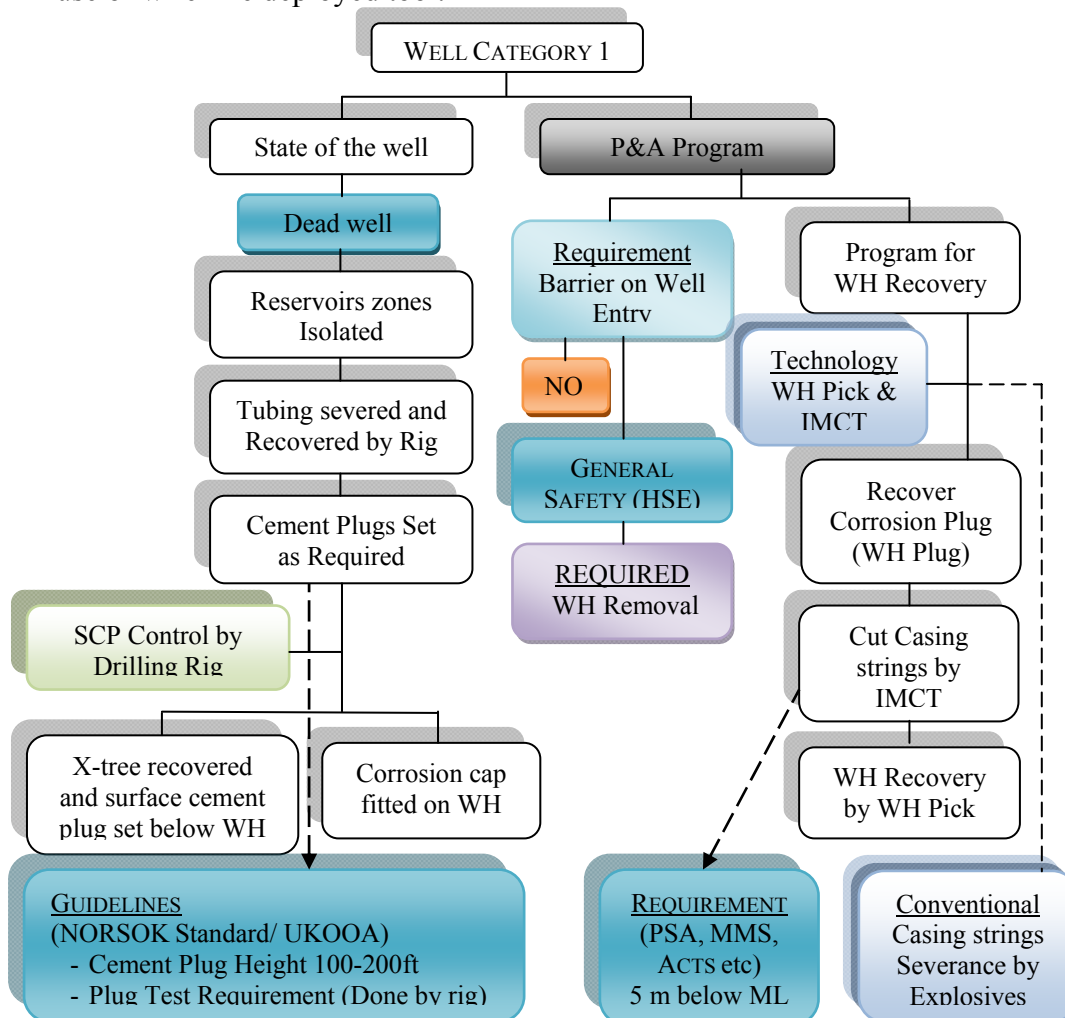 WELL CATEGORY 1
State of the well
P&A Program
Dead well
Requirement
Barrier on Well
Entry
Program for
WH Recovery
Reservoirs zones
Isolated
NO
Technology
WH Pick &
IMCT
Tubing severed and
Recovered by Rig
GENERAL
SAFETY (HSE)
Recover
Corrosion Plug
(WH Plug)
Cement Plugs Set
as Required
REQUIRED
WH Removal
SCP Control by
Drilling Rig
Cut Casing
strings by
IMCT
X-tree recovered
and surface cement
plug set below WH
Corrosion cap
fitted on WH
WH Recovery
by WH Pick
GUIDELINES
(NORSOK Standard/ UKOOA)
- Cement Plug Height 100-200ft
- Plug Test Requirement (Done by rig)
REQUIREMENT
(PSA, MMS,
ACTS etc)
5 m below ML
Conventional
Casing strings
Severance by
Explosives